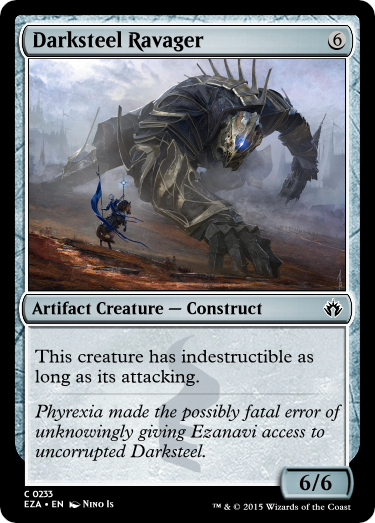 Darksteel Ravager 6
Artifact Creature — Construct
This creature has indestructible as
long as its attacking.
Phyrexia made the possibly fatal error of
unknowingly giving Ezanavi access to
uncorrupted Darksteel.
6/6
C 0233
EZA • EN Nino Is
™ & © 2015 Wizards of the Coast